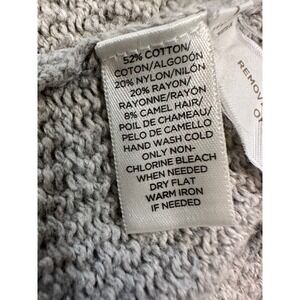 52% COTTON/
COTON/ALGODÓN
20% NYLON/NILÓN
20% RAYON/
RAYONNE/RAYÓN
8% CAMEL HAIR/
POIL DE CHAMEAU/
PELO DE CAMELLO
HAND WASH COLD
ONLY NON-
CHLORINE BLEACH
WHEN NEEDED
DRY FLAT
WARM IRON
IF NEEDED